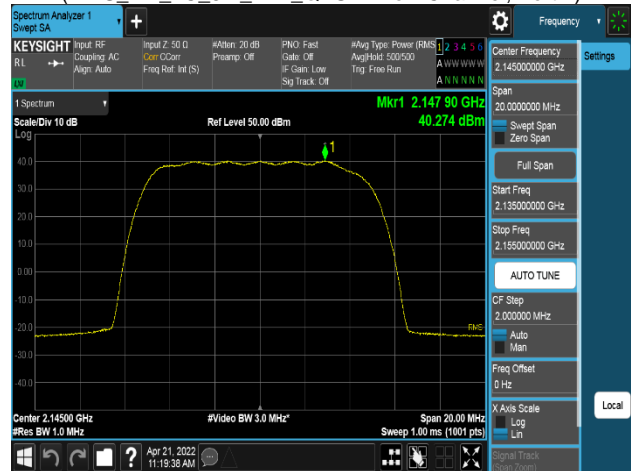 Spectrum Analyzer 1
Swept SA
Frequency
KEYSIGHT
RL
LW
Input: RF
Coupling: AC
Align: Auto
Input Z: 50 Ω
Corr CCorr
Freq Ref: Int (S)
#Atten: 20 dB
Preamp: Off
PNO: Fast
Gate: Off
IF Gain: Low
Sig Track: Off
#Avg Type: Power (RMS
Avg|Hold: 500/500
Trig: Free Run
1 2 3 4 5 6
A W W W W W
A N N N N N
1 Spectrum
Scale/Div 10 dB
Log
Ref Level 50.00 dBm
Mkr1 2.147 90 GHz
40.274 dBm
1
40.0
30.0
20.0
10.0
0.00
-10.0
-20.0
-30.0
-40.0
RMS
Center 2.14500 GHz
#Res BW 1.0 MHz
#Video BW 3.0 MHz*
Span 20.00 MHz
Sweep 1.00 ms (1001 pts)
Center Frequency
2.145000000 GHz
Settings
Span
20.0000000 MHz
Swept Span
Zero Span
Full Span
Start Freq
2.135000000 GHz
Stop Freq
2.155000000 GHz
AUTO TUNE
CF Step
2.000000 MHz
Auto
Man
Freq Offset
0 Hz
X Axis Scale
Log
Lin
Local
Signal Track
(Span Zoom)
?
Apr 21, 2022
11:19:38 AM